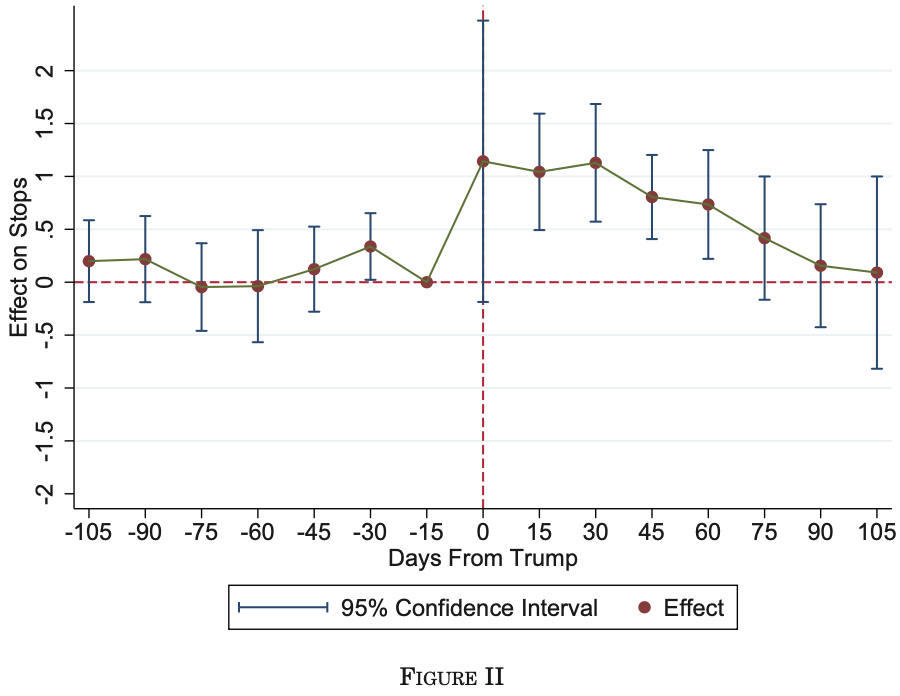 Effect on Stops
2
1.5
1
.5
0
-.5
-1
-1.5
-2
-105 -90 -75 -60 -45 -30 -15 0 15 30 45 60 75 90 105
Days From Trump
95% Confidence Interval Effect
FIGURE II